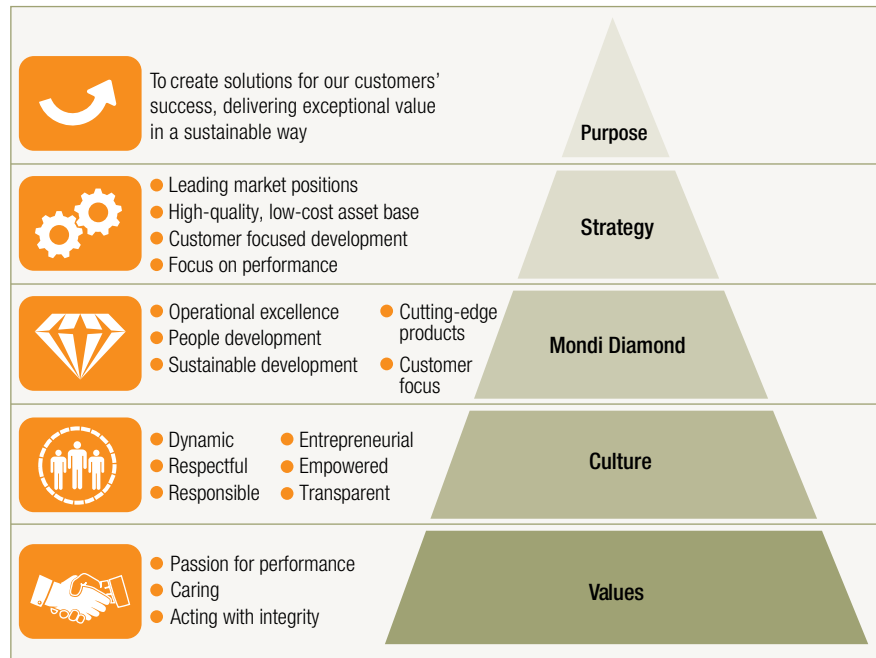 To create solutions for our customers’
success, delivering exceptional value
in a sustainable way
Purpose
Leading market positions
High-quality, low-cost asset base
Customer focused development
Focus on performance
Strategy
Operational excellence
People development
Sustainable development
Cutting-edge
products
Customer
focus
Mondi Diamond
Dynamic
Respectful
Responsible
Entrepreneurial
Empowered
Transparent
Culture
Passion for performance
Caring
Acting with integrity
Values